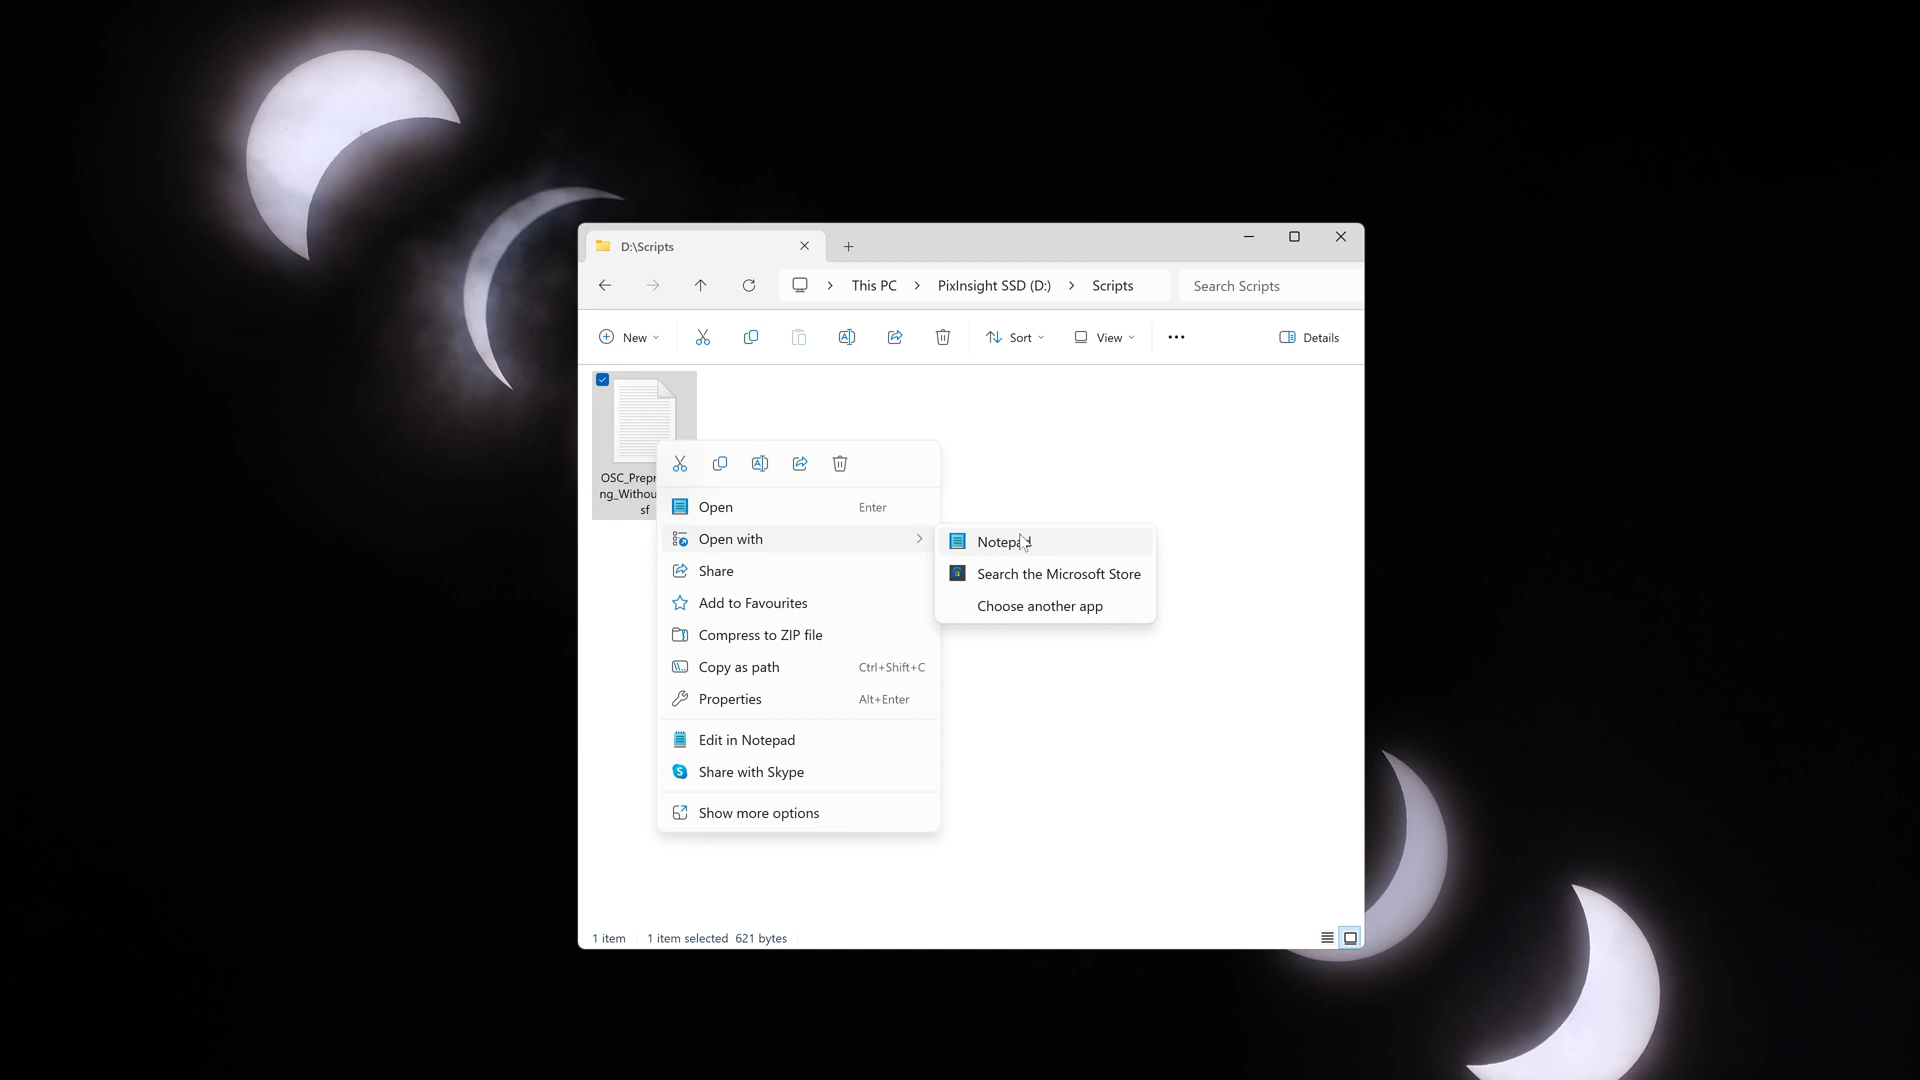 D:\Scripts
This PC
PixInsight SSD (D:)
Scripts
Search Scripts
New
Sort
View
Details
OSC_Prepr
ng_Withou
sf
Open Enter
Open with
Share
Add to Favourites
Compress to ZIP file
Copy as path Ctrl+Shift+C
Properties Alt+Enter
Edit in Notepad
Share with Skype
Show more options
Notepad
Search the Microsoft Store
Choose another app
1 item
1 item selected 621 bytes